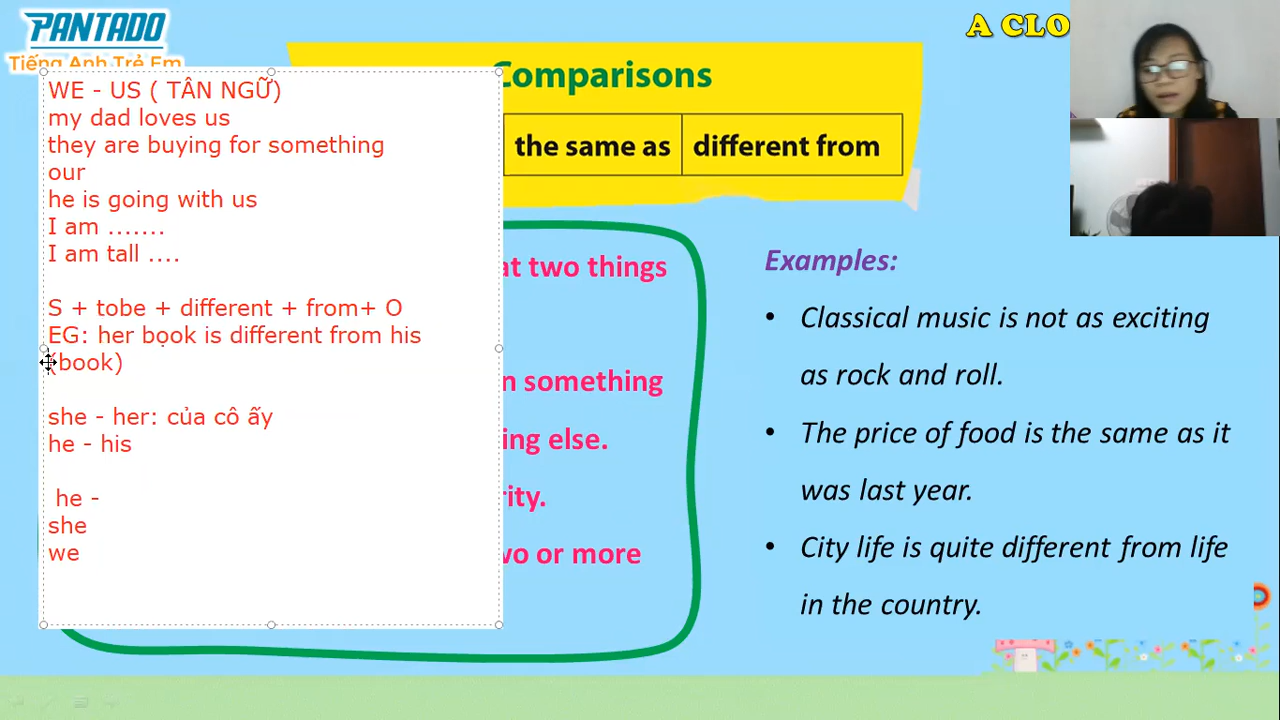 PANTADO
Tiếng Anh Trẻ Em
A CLO
Comparisons
the same as
different from
WE - US ( TÂN NGỮ)
my dad loves us
they are buying for something
our
he is going with us
I am .......
I am tall ....
S + tobe + different + from+ O
EG: her book is different from his
(book)
she - her: của cô ấy
he - his
he -
she
we
at two things
n something
ing else.
rity.
wo or more
Examples:
• Classical music is not as exciting
as rock and roll.
• The price of food is the same as it
was last year.
• City life is quite different from life
in the country.